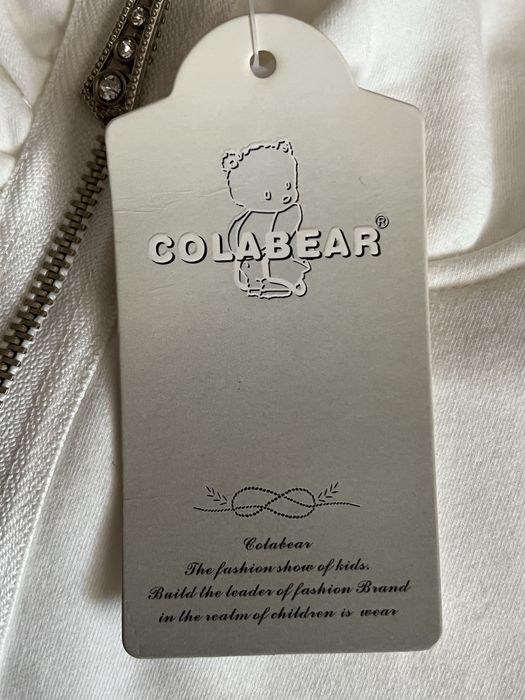 COLABEAR®
Colabear
The fashion show of kids.
Build the leader of fashion Brand
in the realm of children is wear